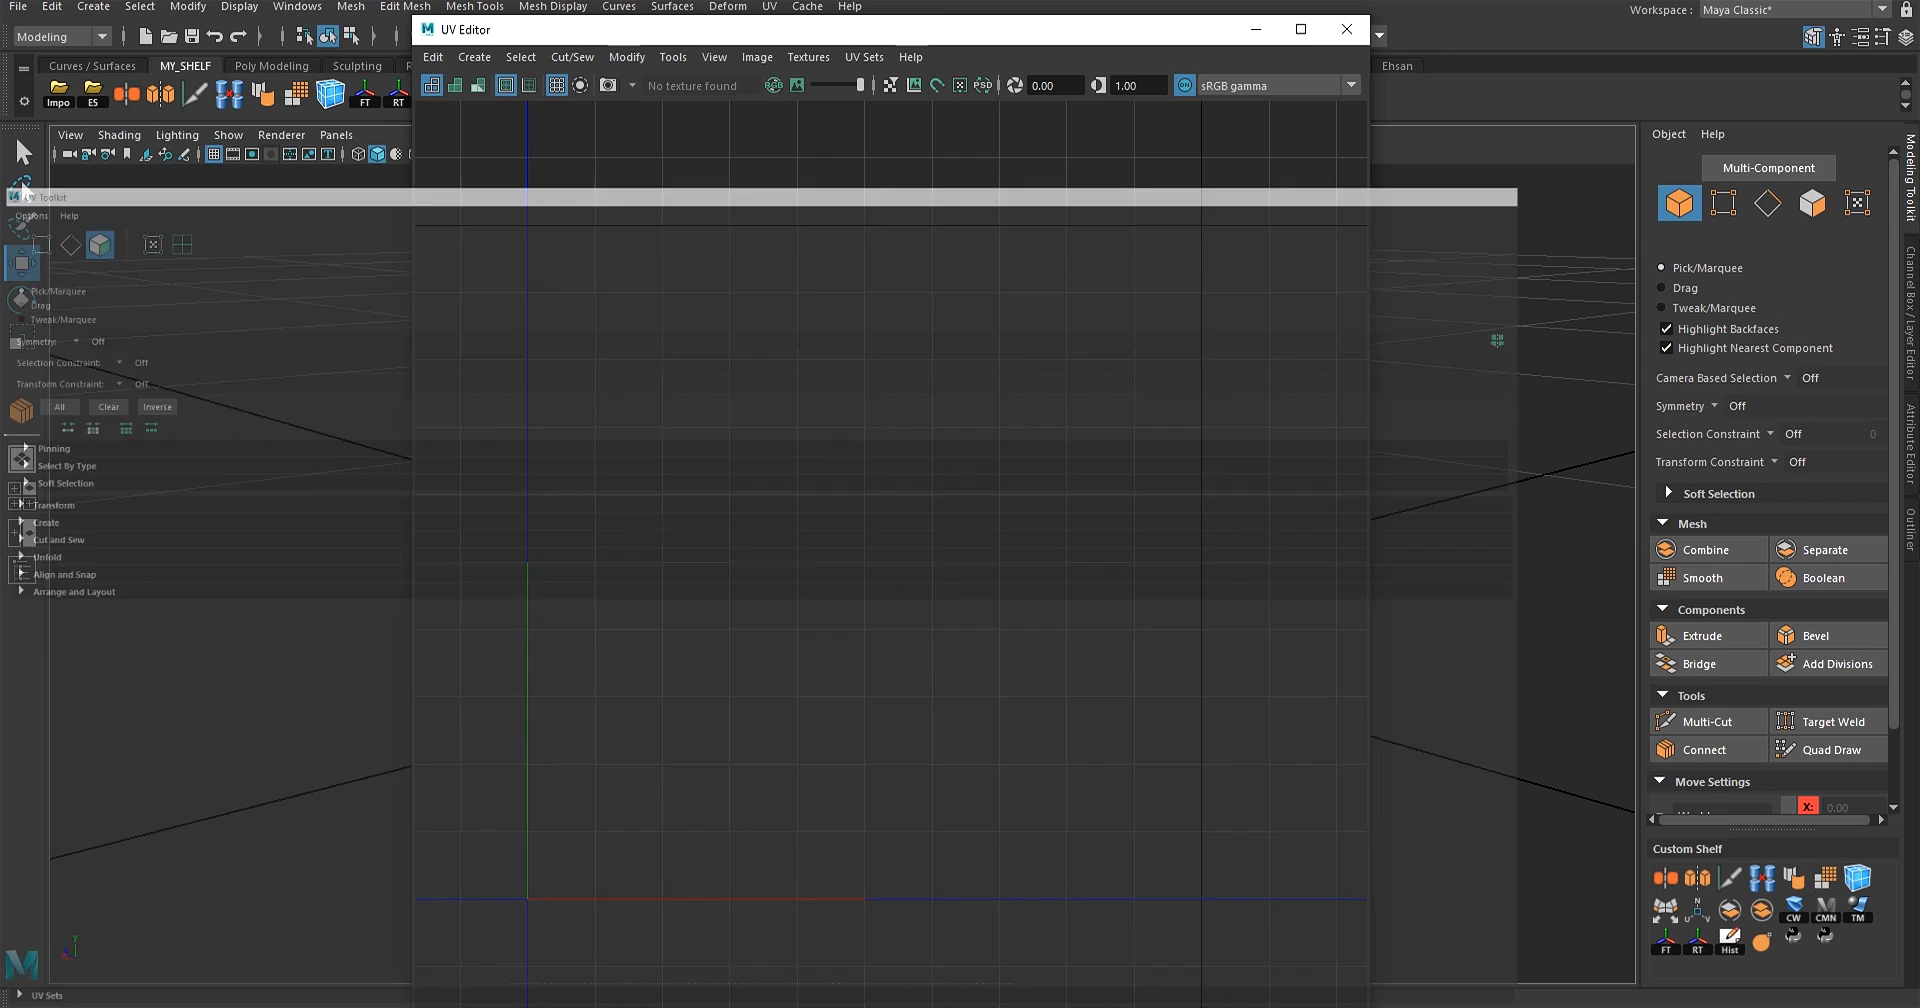 File Edit Create Select Modify Display Windows Mesh Edit Mesh Mesh Tools Mesh Display Curves Surfaces Deform UV Cache Help
Workspace : Maya Classic*
Modeling
UV Editor
Edit Create Select Cut/Sew Modify Tools View Image Textures UV Sets Help
Curves / Surfaces MY_SHELF Poly Modeling Sculpting R
Ehsan
Impo ES FT RT
No texture found
RGB
PSD
0.00
1.00
ON
sRGB gamma
View Shading Lighting Show Renderer Panels
UV Toolkit
Options Help
Pick/Marquee
Drag
Tweak/Marquee
Symmetry: Off
Selection Constraint: Off
Transform Constraint: Off
All Clear Inverse
Pinning
Select By Type
Soft Selection
Transform
Create
Cut and Sew
Unfold
Align and Snap
Arrange and Layout
y
M
UV Sets
Object Help
Multi-Component
Pick/Marquee
Drag
Tweak/Marquee
Highlight Backfaces
Highlight Nearest Component
Camera Based Selection Off
Symmetry Off
Selection Constraint Off 0
Transform Constraint Off
Soft Selection
Mesh
Combine Separate
Smooth Boolean
Components
Extrude Bevel
Bridge Add Divisions
Tools
Multi-Cut Target Weld
Connect Quad Draw
Move Settings
X: 0.00
Custom Shelf
CW CMN TM
FT RT Hist
Modeling Toolkit
Channel Box / Layer Editor
Attribute Editor
Outliner